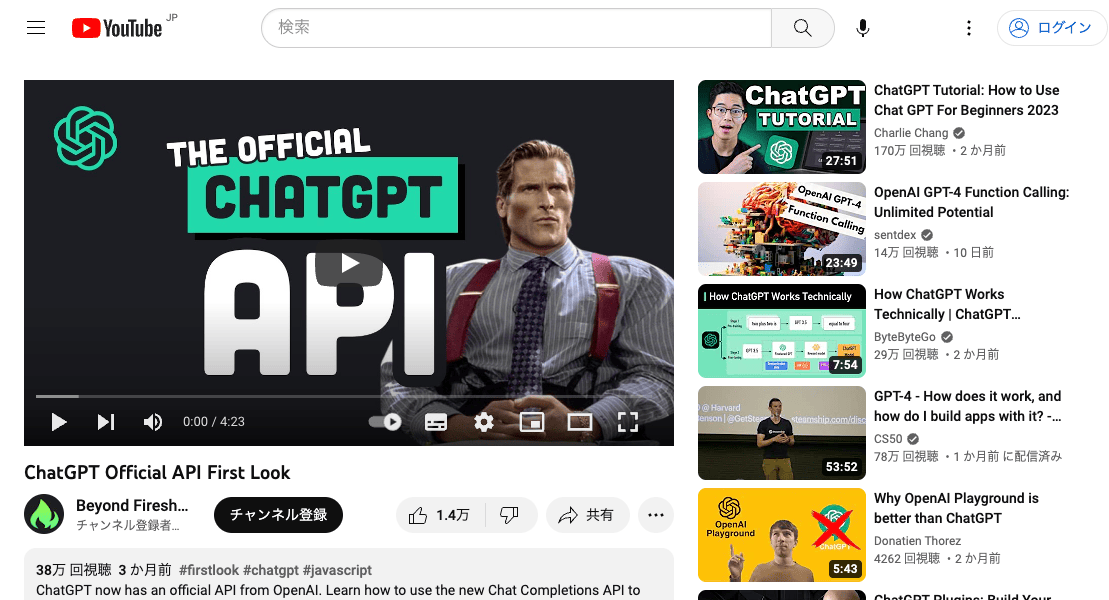 YouTube JP
検索
ログイン
THE OFFICIAL
CHATGPT
API
0:00 / 4:23
ChatGPT Official API First Look
Beyond Firesh...
チャンネル登録者...
チャンネル登録
1.4万
共有
38万 回視聴 3 か月前 #firstlook #chatgpt #javascript
ChatGPT now has an official API from OpenAI. Learn how to use the new Chat Completions API to
ChatGPT
TUTORIAL
27:51
ChatGPT Tutorial: How to Use
Chat GPT For Beginners 2023
Charlie Chang
170万 回視聴 ・2 か月前
OpenAI GPT-4
Function Calling
23:49
OpenAI GPT-4 Function Calling:
Unlimited Potential
sentdex
14万 回視聴 ・10 日前
How ChatGPT Works Technically
7:54
How ChatGPT Works
Technically | ChatGPT…
ByteByteGo
29万 回視聴 ・2 か月前
@ Harvard
53:52
GPT-4 - How does it work, and
how do I build apps with it? -…
CS50
78万 回視聴 ・1 か月前 に配信済み
OpenAI
Playground
ChatGPT
5:43
Why OpenAI Playground is
better than ChatGPT
Donatien Thorez
4262 回視聴 ・2 か月前
ChatGPT Plugins: Build Your